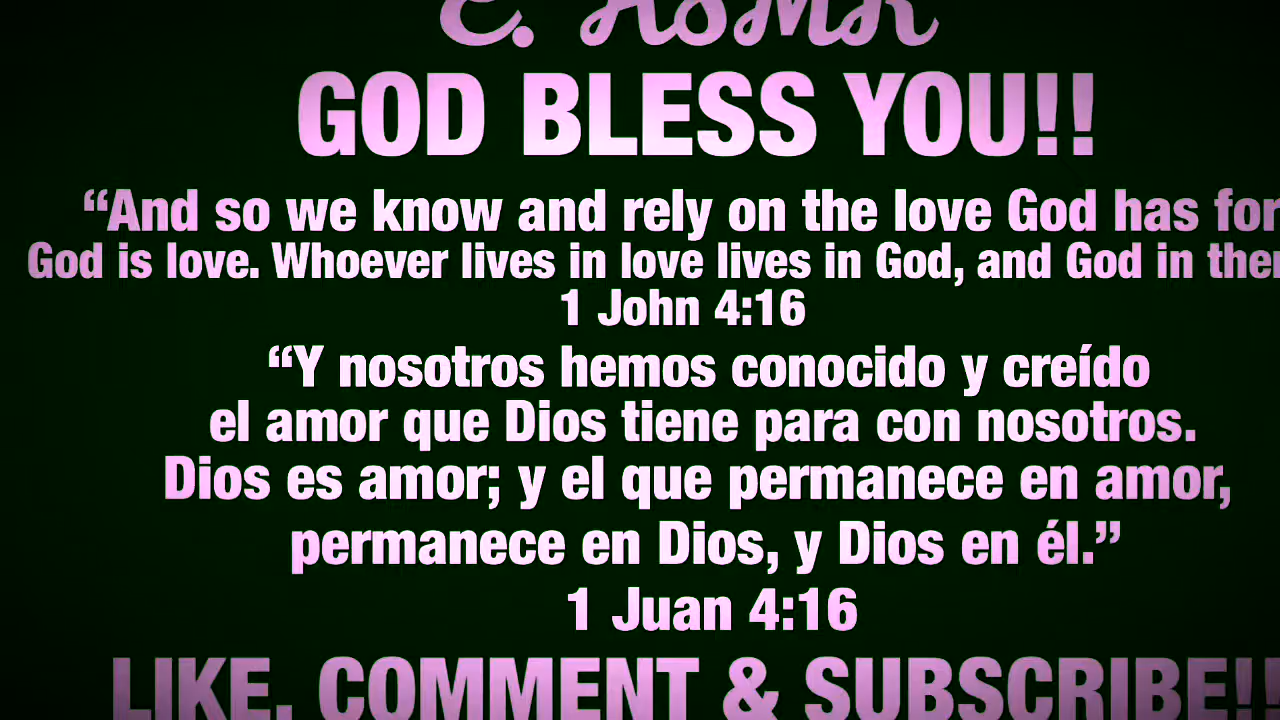 GOD BLESS YOU!!
“And so we know and rely on the love God has for
God is love. Whoever lives in love lives in God, and God in
1 John 4:16
“Y nosotros hemos conocido y creído
el amor que Dios tiene para con nosotros.
Dios es amor; y el que permanece en amor,
permanece en Dios, y Dios en él.”
1 Juan 4:16
LIKE, COMMENT & SUBSCRIBE!!